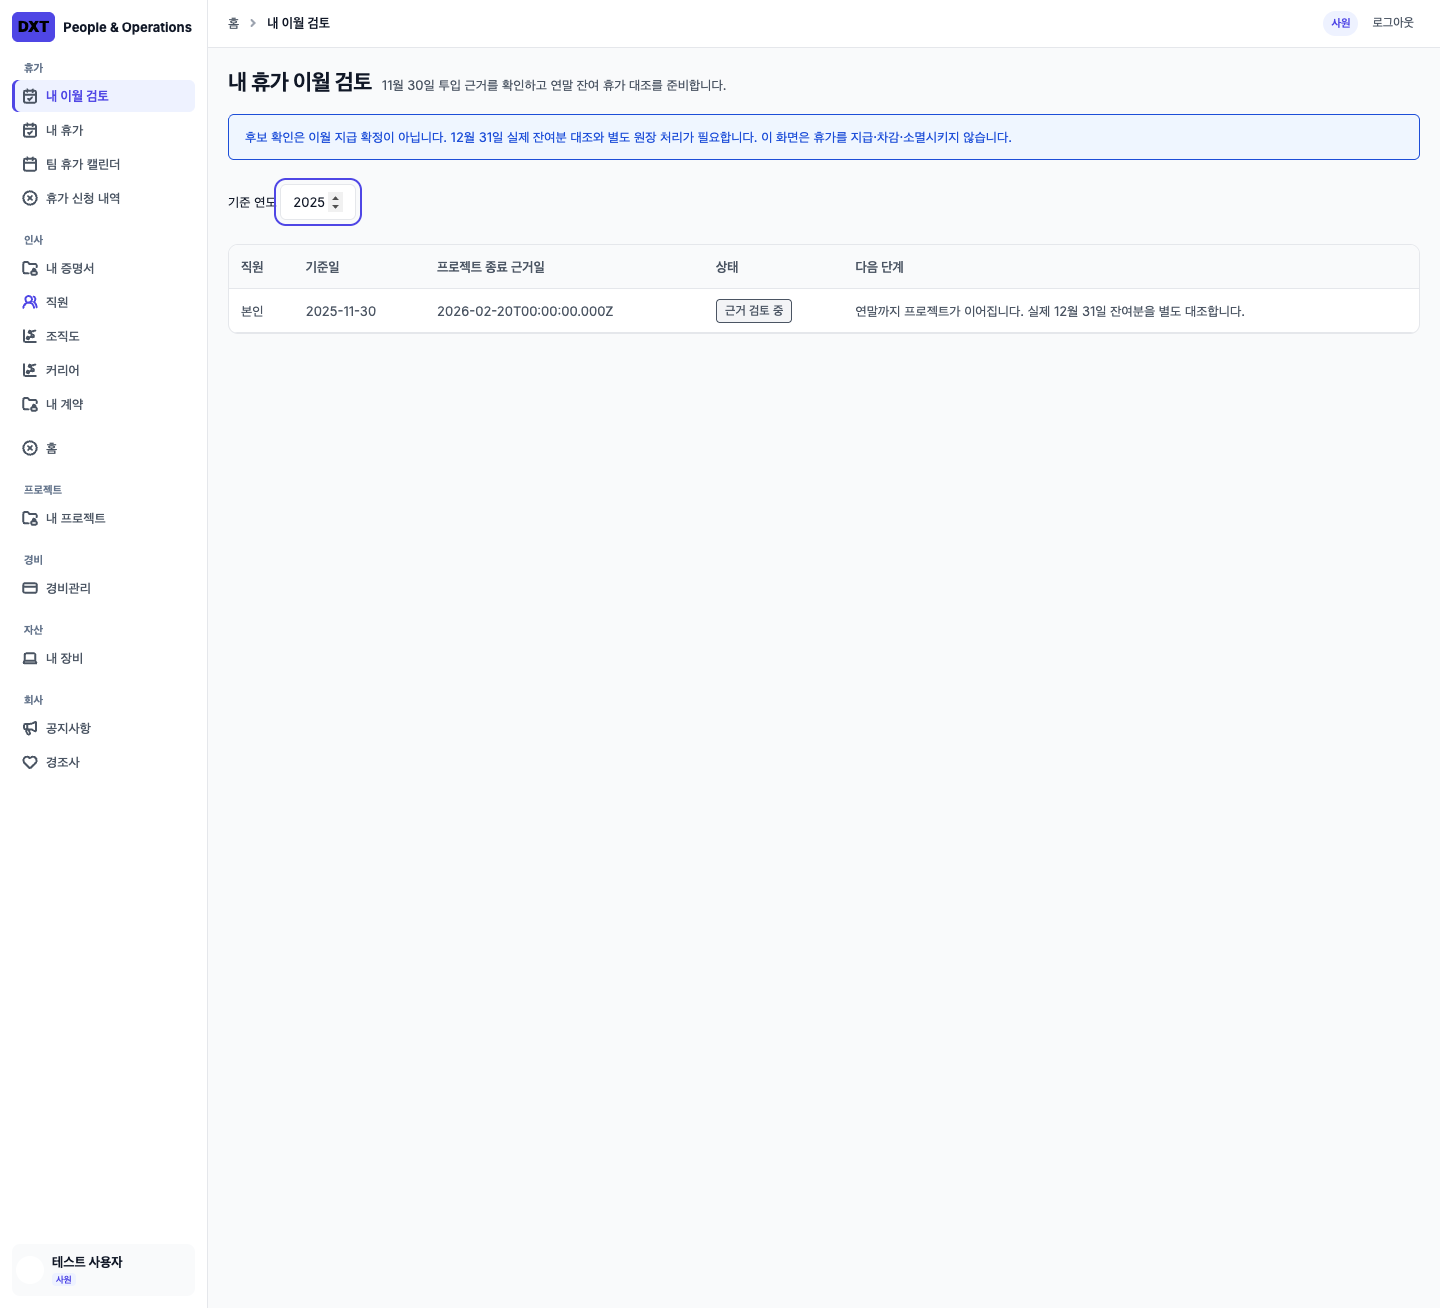 DXT People & Operations
휴가
내 이월 검토
내 휴가
팀 휴가 캘린더
휴가 신청 내역
인사
내 증명서
직원
조직도
커리어
내 계약
홈
프로젝트
내 프로젝트
경비
경비관리
자산
내 장비
회사
공지사항
경조사
테스트 사용자
사원
홈 > 내 이월 검토
사원 로그아웃
내 휴가 이월 검토 11월 30일 투입 근거를 확인하고 연말 잔여 휴가 대조를 준비합니다.
후보 확인은 이월 지급 확정이 아닙니다. 12월 31일 실제 잔여분 대조와 별도 원장 처리가 필요합니다. 이 화면은 휴가를 지급·차감·소멸시키지 않습니다.
기준 연도 2025
직원 기준일 프로젝트 종료 근거일 상태 다음 단계
본인 2025-11-30 2026-02-20T00:00:00.000Z 근거 검토 중 연말까지 프로젝트가 이어집니다. 실제 12월 31일 잔여분을 별도 대조합니다.